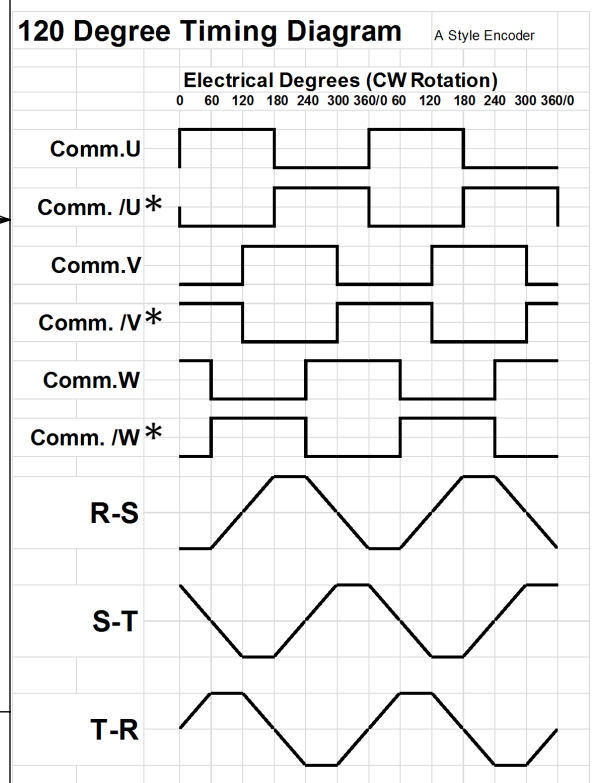 120 Degree Timing Diagram A Style Encoder
Electrical Degrees (CW Rotation)
0 60 120 180 240 300 360/0 60 120 180 240 300 360/0
Comm.U
Comm. /U*
Comm.V
Comm. /V*
Comm.W
Comm. /W*
R-S
S-T
T-R